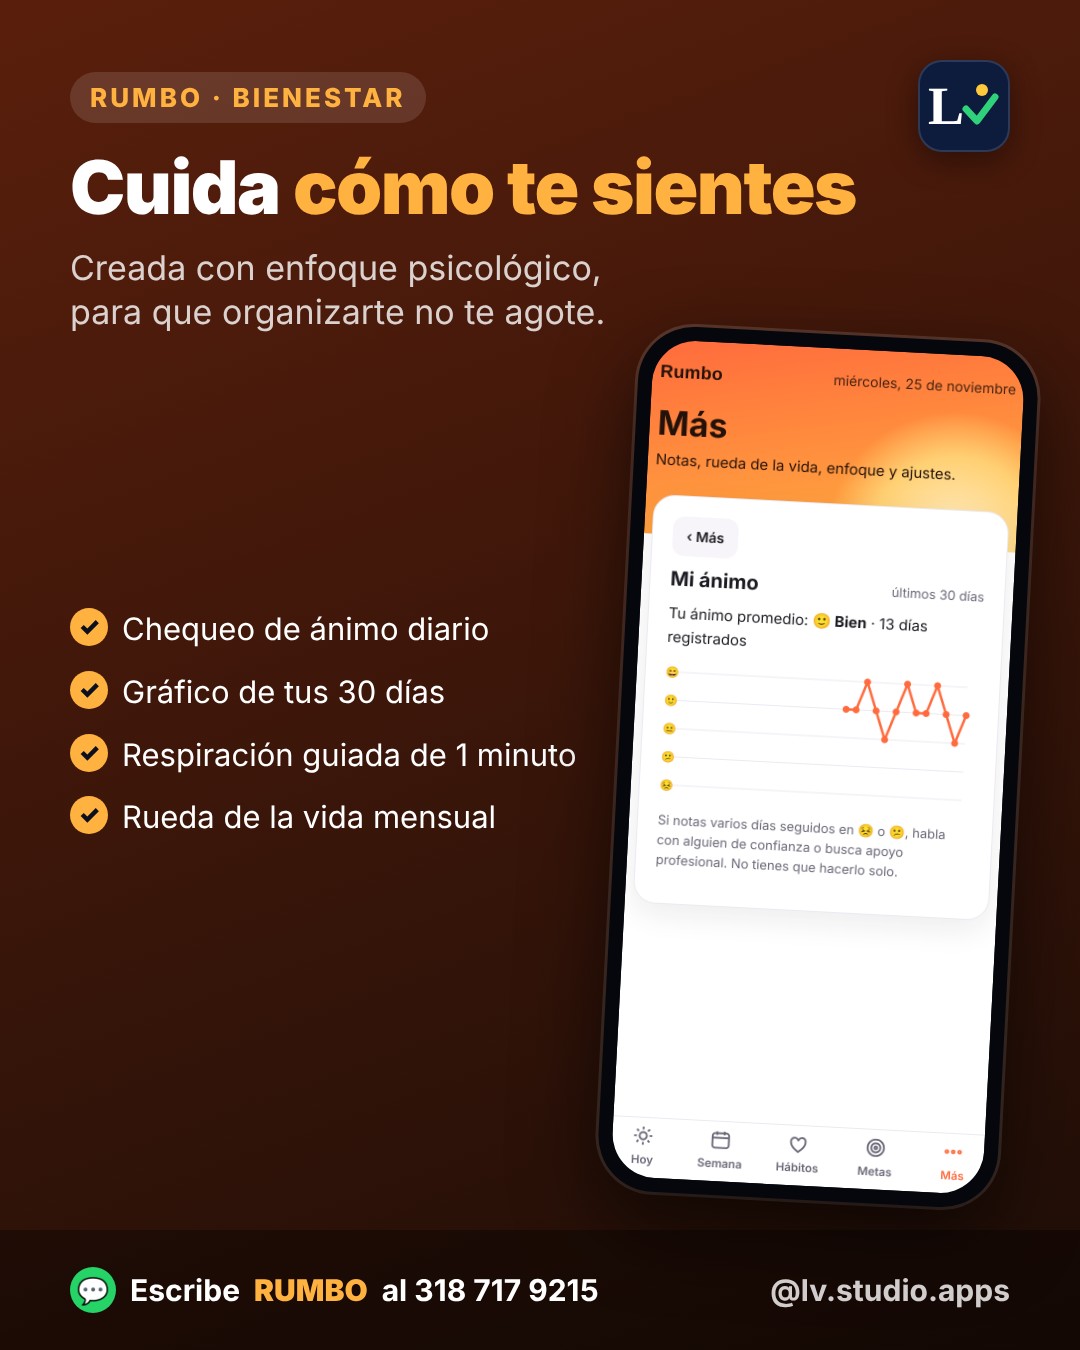 RUMBO · BIENESTAR
L
Cuida cómo te sientes
Creada con enfoque psicológico,
para que organizarte no te agote.
Rumbo
miércoles, 25 de noviembre
Más
Notas, rueda de la vida, enfoque y ajustes.
‹ Más
Mi ánimo
últimos 30 días
Tu ánimo promedio: 🙂 Bien · 13 días
registrados
Si notas varios días seguidos en 😣 o 😕, habla
con alguien de confianza o busca apoyo
profesional. No tienes que hacerlo solo.
Hoy
Semana
Hábitos
Metas
Más
Chequeo de ánimo diario
Gráfico de tus 30 días
Respiración guiada de 1 minuto
Rueda de la vida mensual
Escribe RUMBO al 318 717 9215
@lv.studio.apps